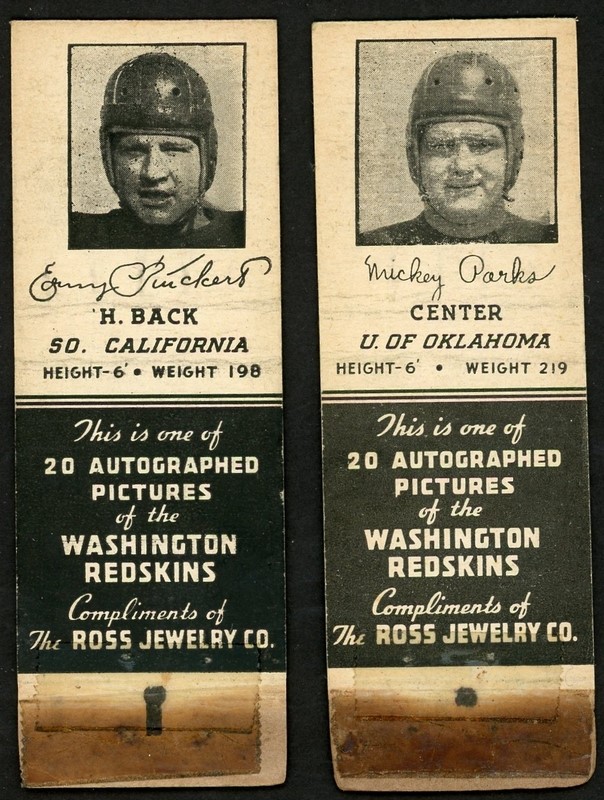 Erny Pinckert
H. BACK
SO. CALIFORNIA
HEIGHT-6' • WEIGHT 198
This is one of
20 AUTOGRAPHED
PICTURES
of the
WASHINGTON
REDSKINS
Compliments of
The ROSS JEWELRY CO.
Mickey Parks
CENTER
U. OF OKLAHOMA
HEIGHT-6' • WEIGHT 219
This is one of
20 AUTOGRAPHED
PICTURES
of the
WASHINGTON
REDSKINS
Compliments of
The ROSS JEWELRY CO.